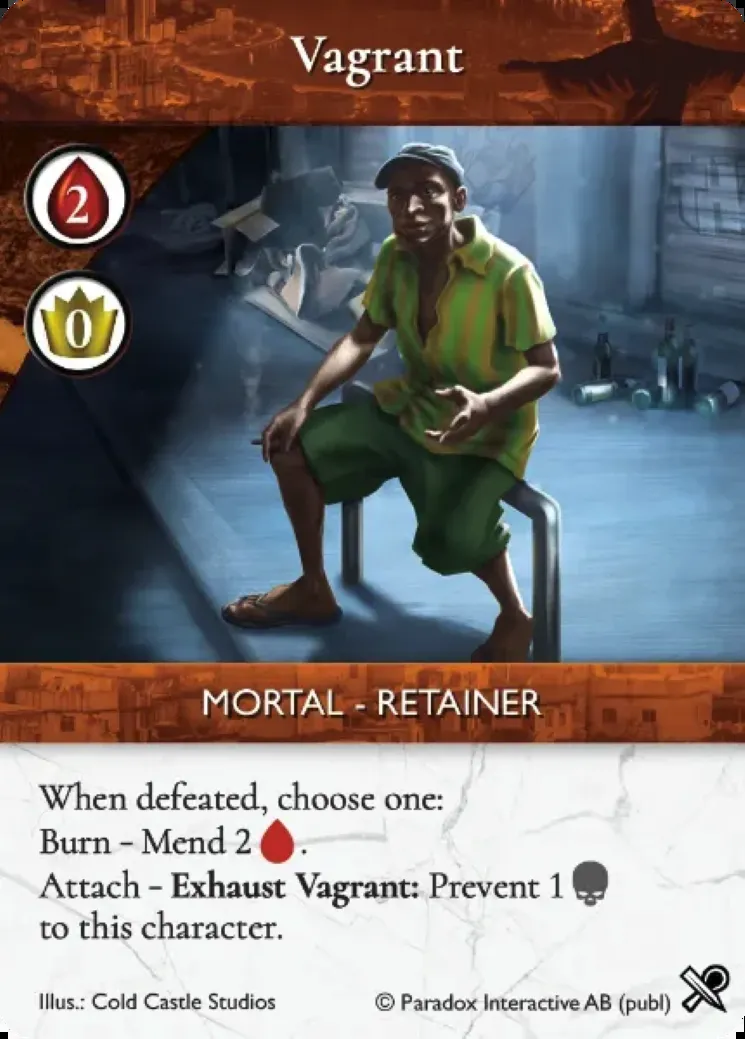 Vagrant
2
0
MORTAL - RETAINER
When defeated, choose one:
Burn - Mend 2 .
Attach - Exhaust Vagrant: Prevent 1
to this character.
Illus.: Cold Castle Studios © Paradox Interactive AB (publ)